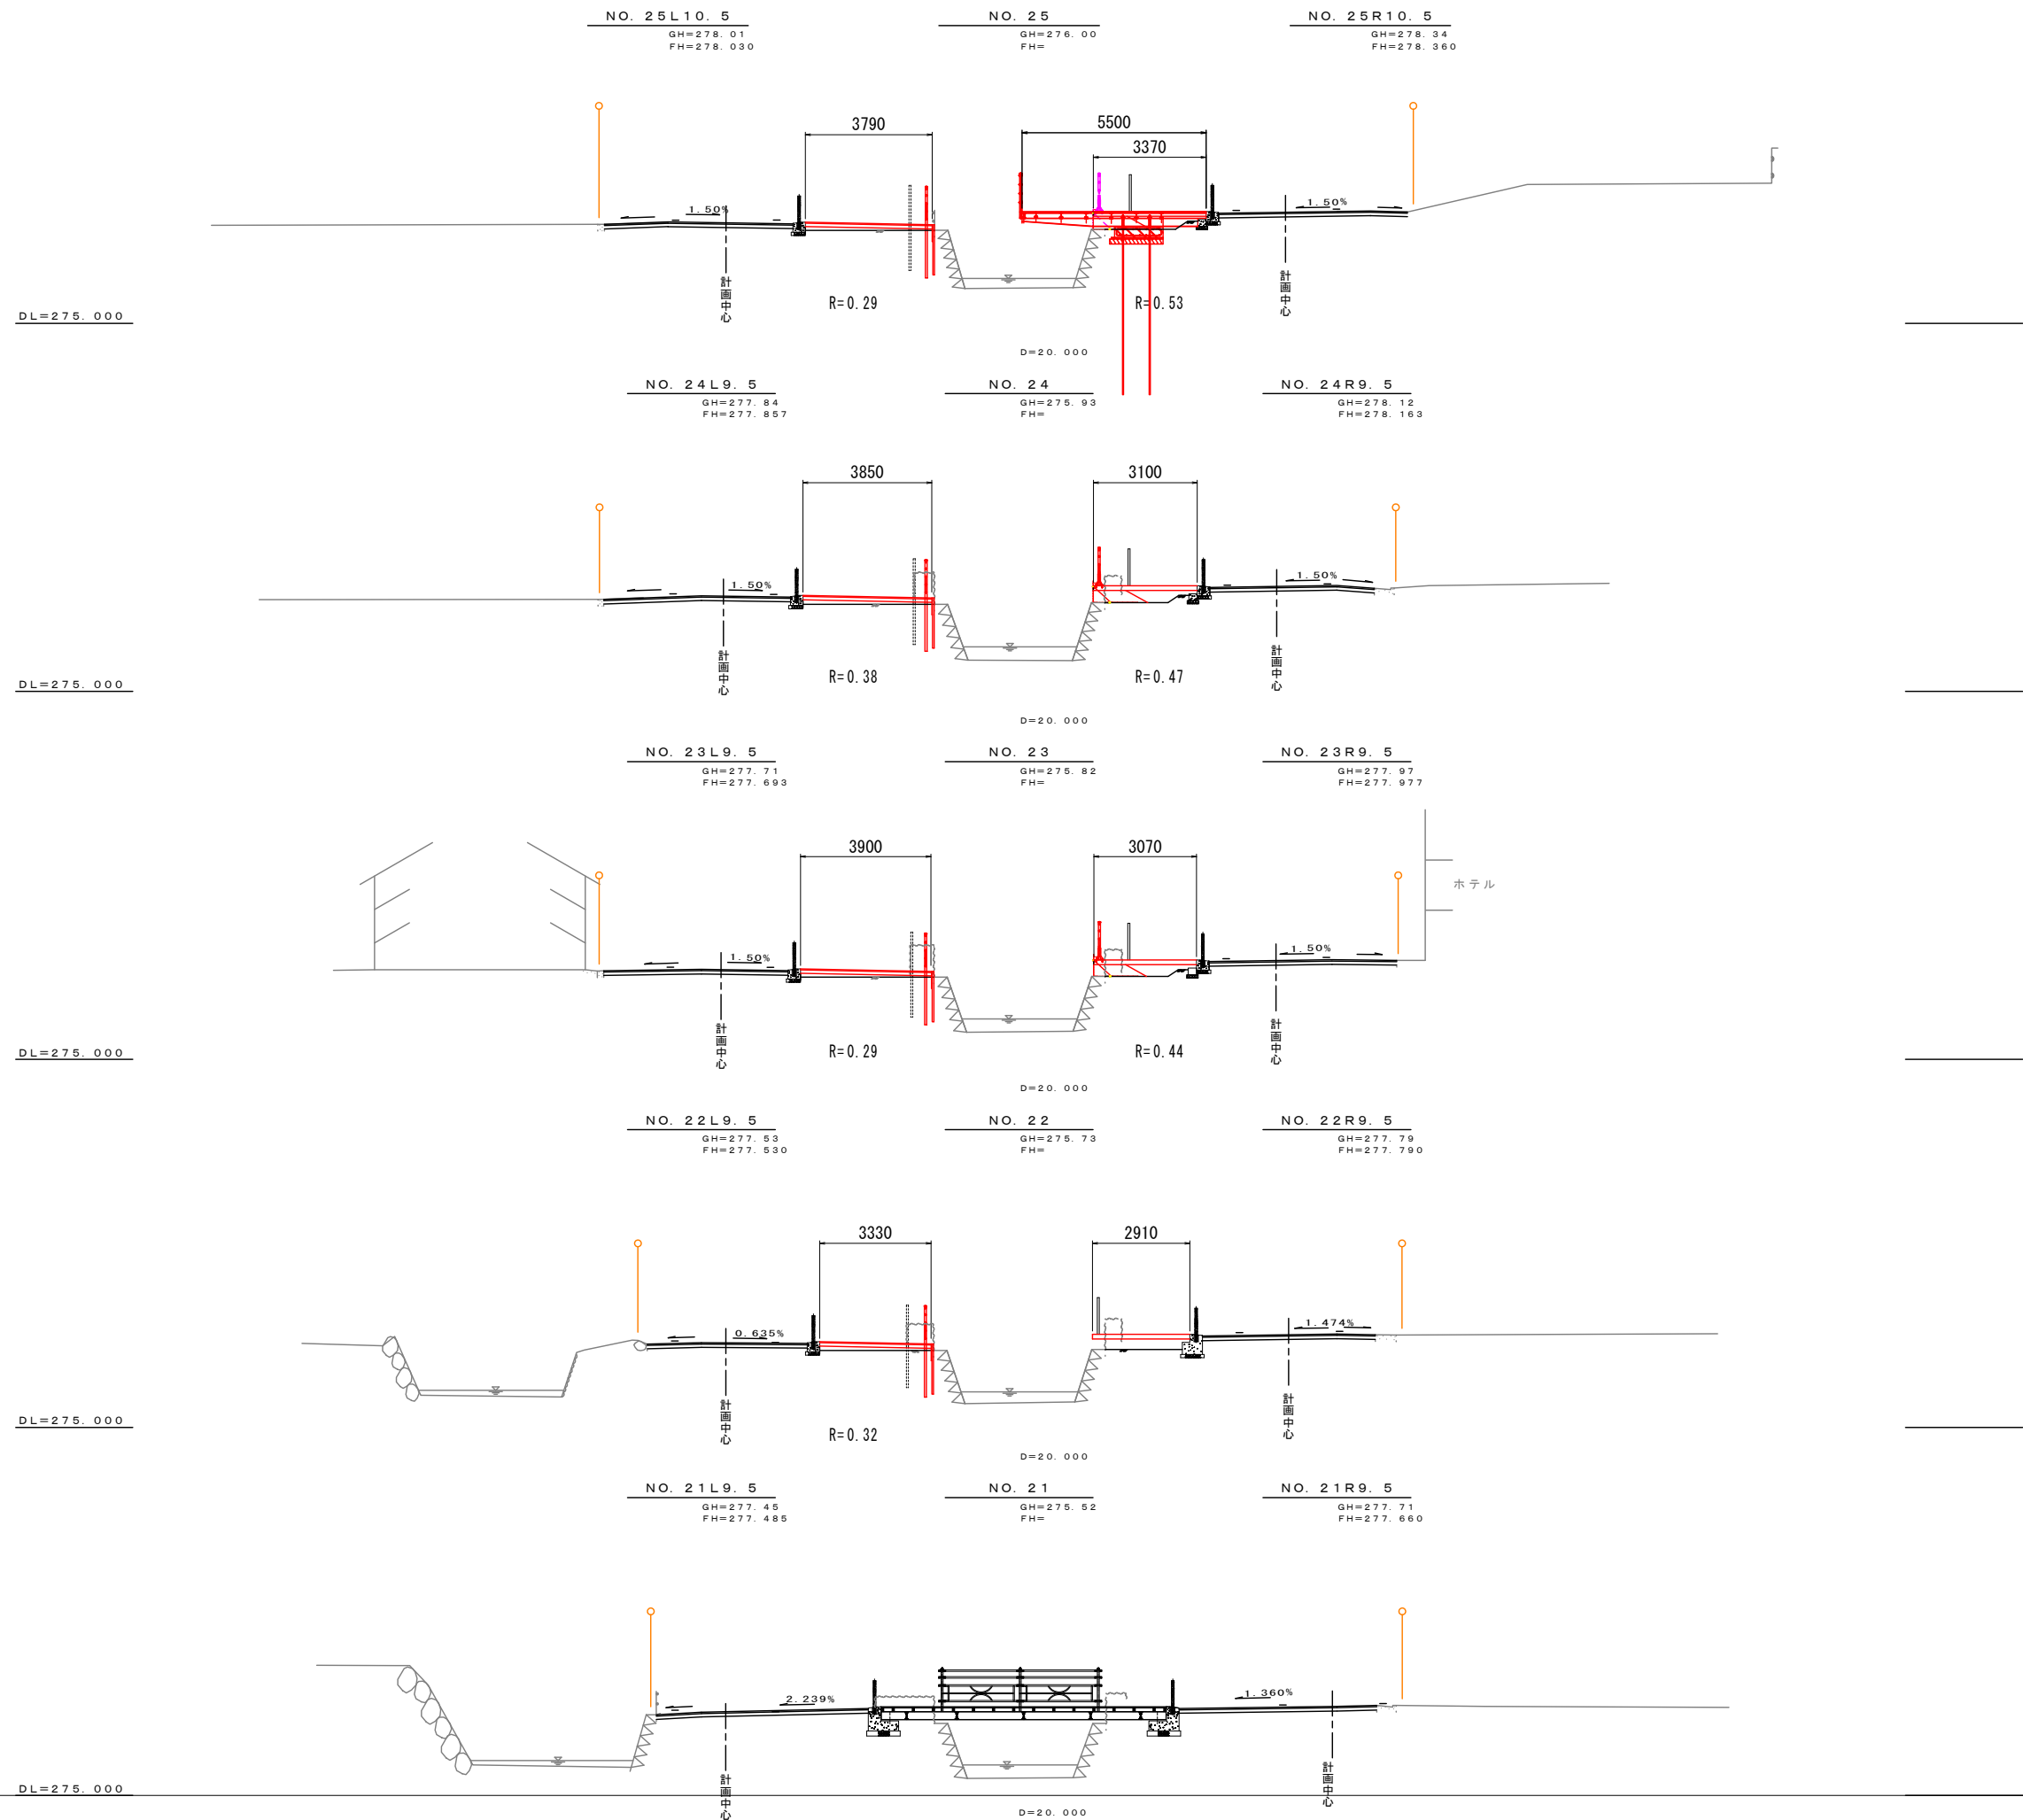 NO. 25L10. 5
GH=278. 01
FH=278. 030
NO. 25
GH=276. 00
FH=
NO. 25R10. 5
GH=278. 34
FH=278. 360
3790
5500
3370
1. 50%
1. 50%
計画中心
計画中心
R=0. 29
R=0. 53
DL=275. 000
D=20. 000
NO. 24L9. 5
GH=277. 84
FH=277. 857
NO. 24
GH=275. 93
FH=
NO. 24R9. 5
GH=278. 12
FH=278. 163
3850
3100
1. 50%
1. 50%
計画中心
計画中心
R=0. 38
R=0. 47
DL=275. 000
D=20. 000
NO. 23L9. 5
GH=277. 71
FH=277. 693
NO. 23
GH=275. 82
FH=
NO. 23R9. 5
GH=277. 97
FH=277. 977
3900
3070
ホテル
1. 50%
1. 50%
計画中心
計画中心
R=0. 29
R=0. 44
DL=275. 000
D=20. 000
NO. 22L9. 5
GH=277. 53
FH=277. 530
NO. 22
GH=275. 73
FH=
NO. 22R9. 5
GH=277. 79
FH=277. 790
3330
2910
0. 635%
1. 474%
計画中心
計画中心
R=0. 32
DL=275. 000
D=20. 000
NO. 21L9. 5
GH=277. 45
FH=277. 485
NO. 21
GH=275. 52
FH=
NO. 21R9. 5
GH=277. 71
FH=277. 660
2. 239%
1. 360%
計画中心
計画中心
DL=275. 000
D=20. 000